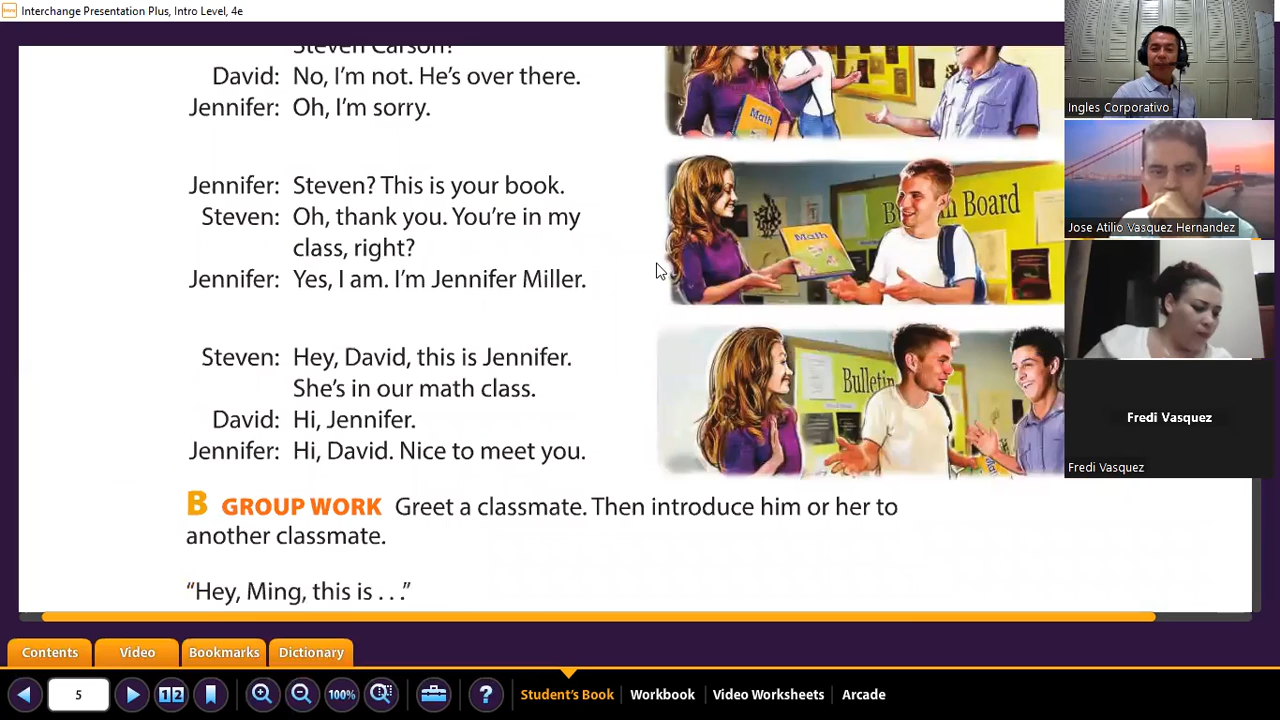 Interchange Presentation Plus, Intro Level, 4e
Steven Carson?
David: No, I'm not. He's over there.
Jennifer: Oh, I'm sorry.
Math
Jennifer: Steven? This is your book.
Steven: Oh, thank you. You're in my
class, right?
Jennifer: Yes, I am. I'm Jennifer Miller.
Board
Math
Steven: Hey, David, this is Jennifer.
She's in our math class.
David: Hi, Jennifer.
Jennifer: Hi, David. Nice to meet you.
Bulletin
B GROUP WORK Greet a classmate. Then introduce him or her to
another classmate.
“Hey, Ming, this is . . .”
Ingles Corporativo
Jose Atilio Vasquez Hernandez
Fredi Vasquez
Fredi Vasquez
Contents Video Bookmarks Dictionary
5 1 2 100% ? Student's Book Workbook Video Worksheets Arcade